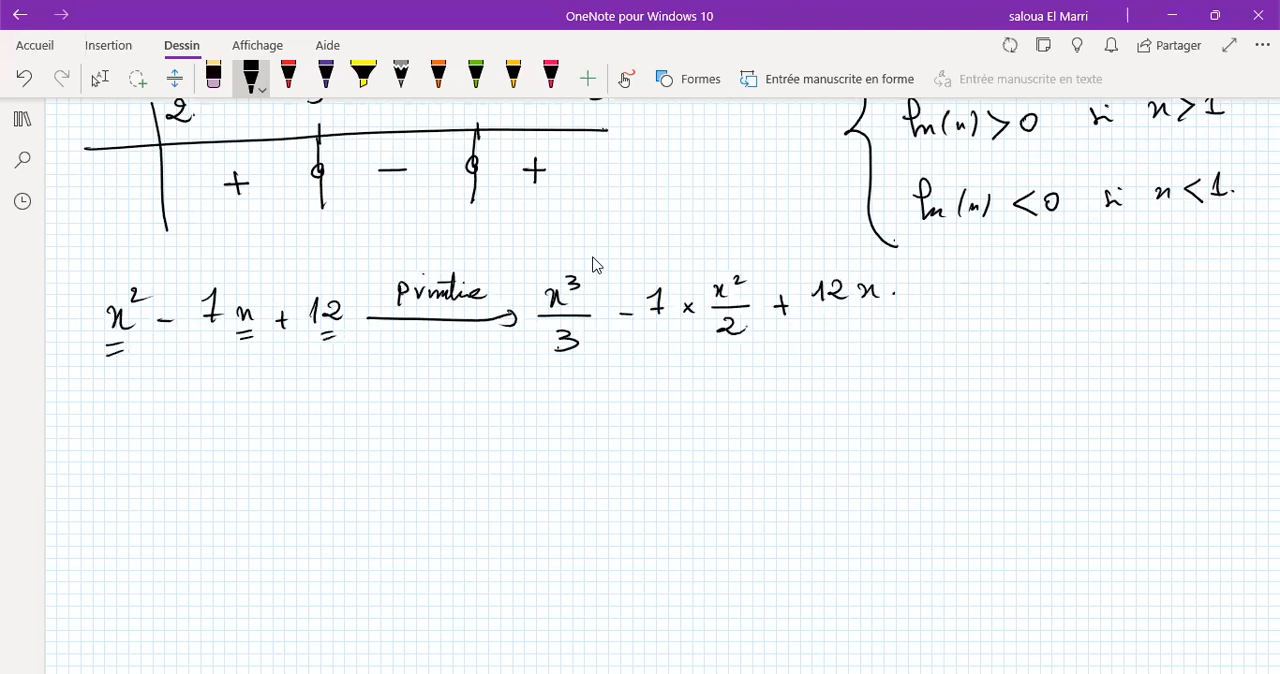 OneNote pour Windows 10
saloua El Marri
Accueil Insertion Dessin Affichage Aide
Partager
Formes
Entrée manuscrite en forme
Entrée manuscrite en texte
2
+ 0 − 0 +
ln(x) > 0 si x > 1
ln(x) < 0 si x < 1.
x² − 7x + 12 primitive → x³/3 − 7 × x²/2 + 12x.